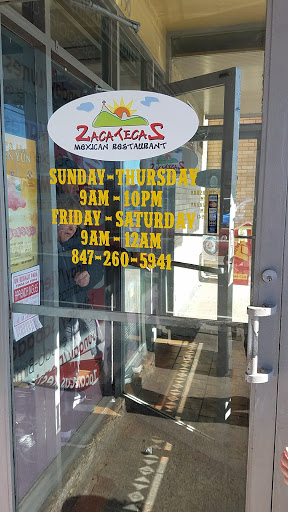 ZACATECAS
MEXICAN RESTAURANT
SUNDAY - THURSDAY
9AM - 10PM
FRIDAY - SATURDAY
9AM - 12AM
847-260-5941